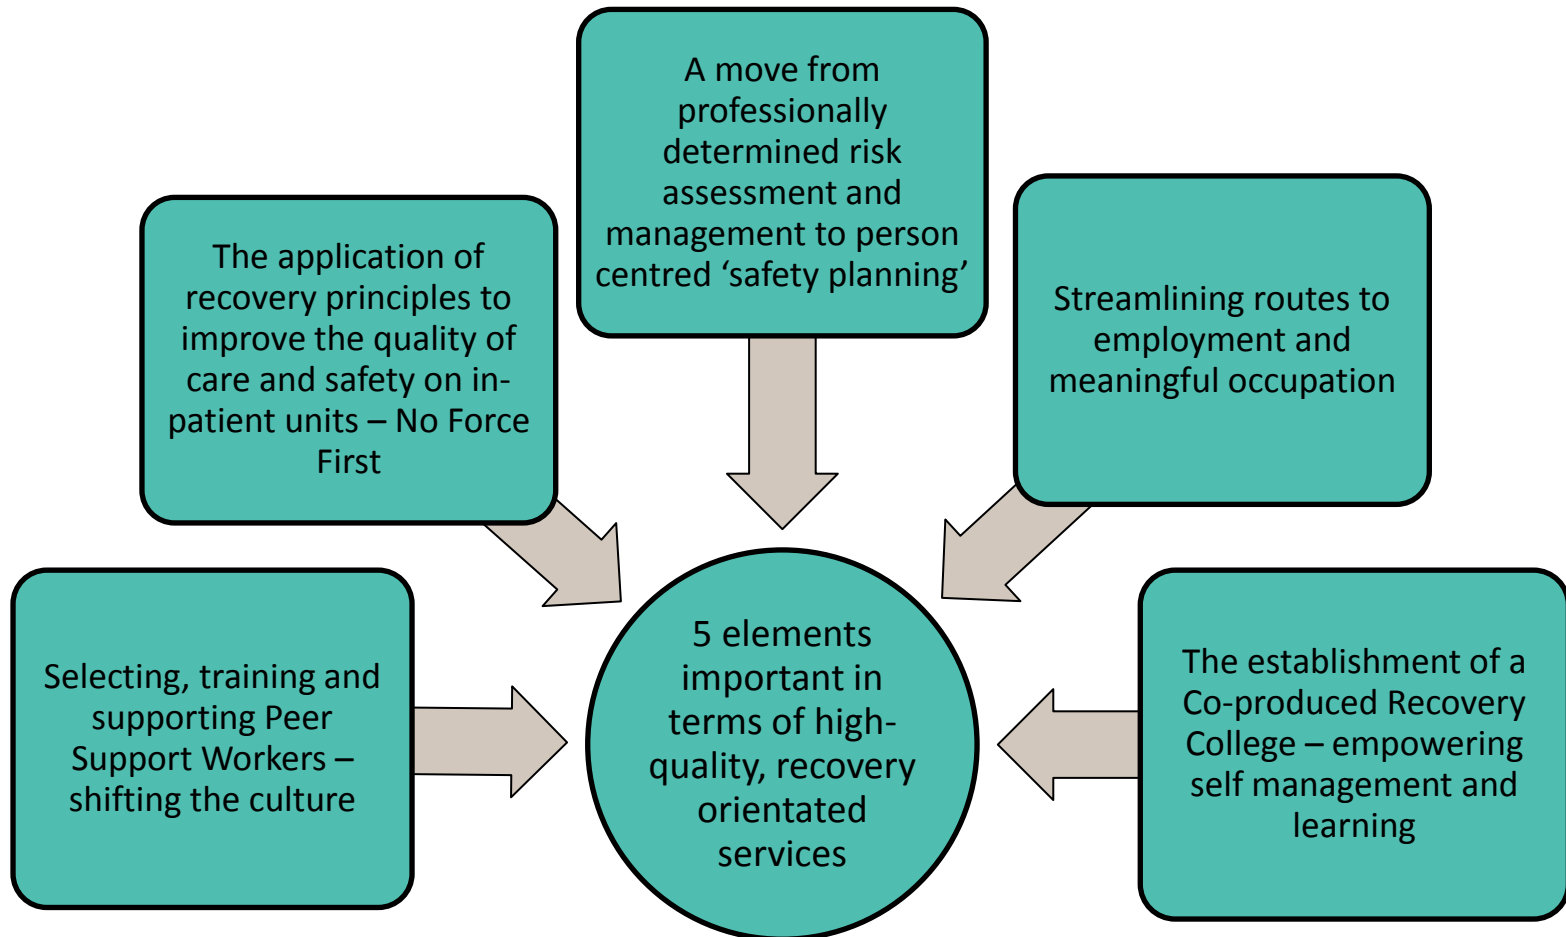 A move from
professionally
determined risk
assessment and
management to person
centred ‘safety planning’
The application of
recovery principles to
improve the quality of
care and safety on in-
patient units – No Force
First
Streamlining routes to
employment and
meaningful occupation
Selecting, training and
supporting Peer
Support Workers –
shifting the culture
5 elements
important in
terms of high-
quality, recovery
orientated
services
The establishment of a
Co-produced Recovery
College – empowering
self management and
learning